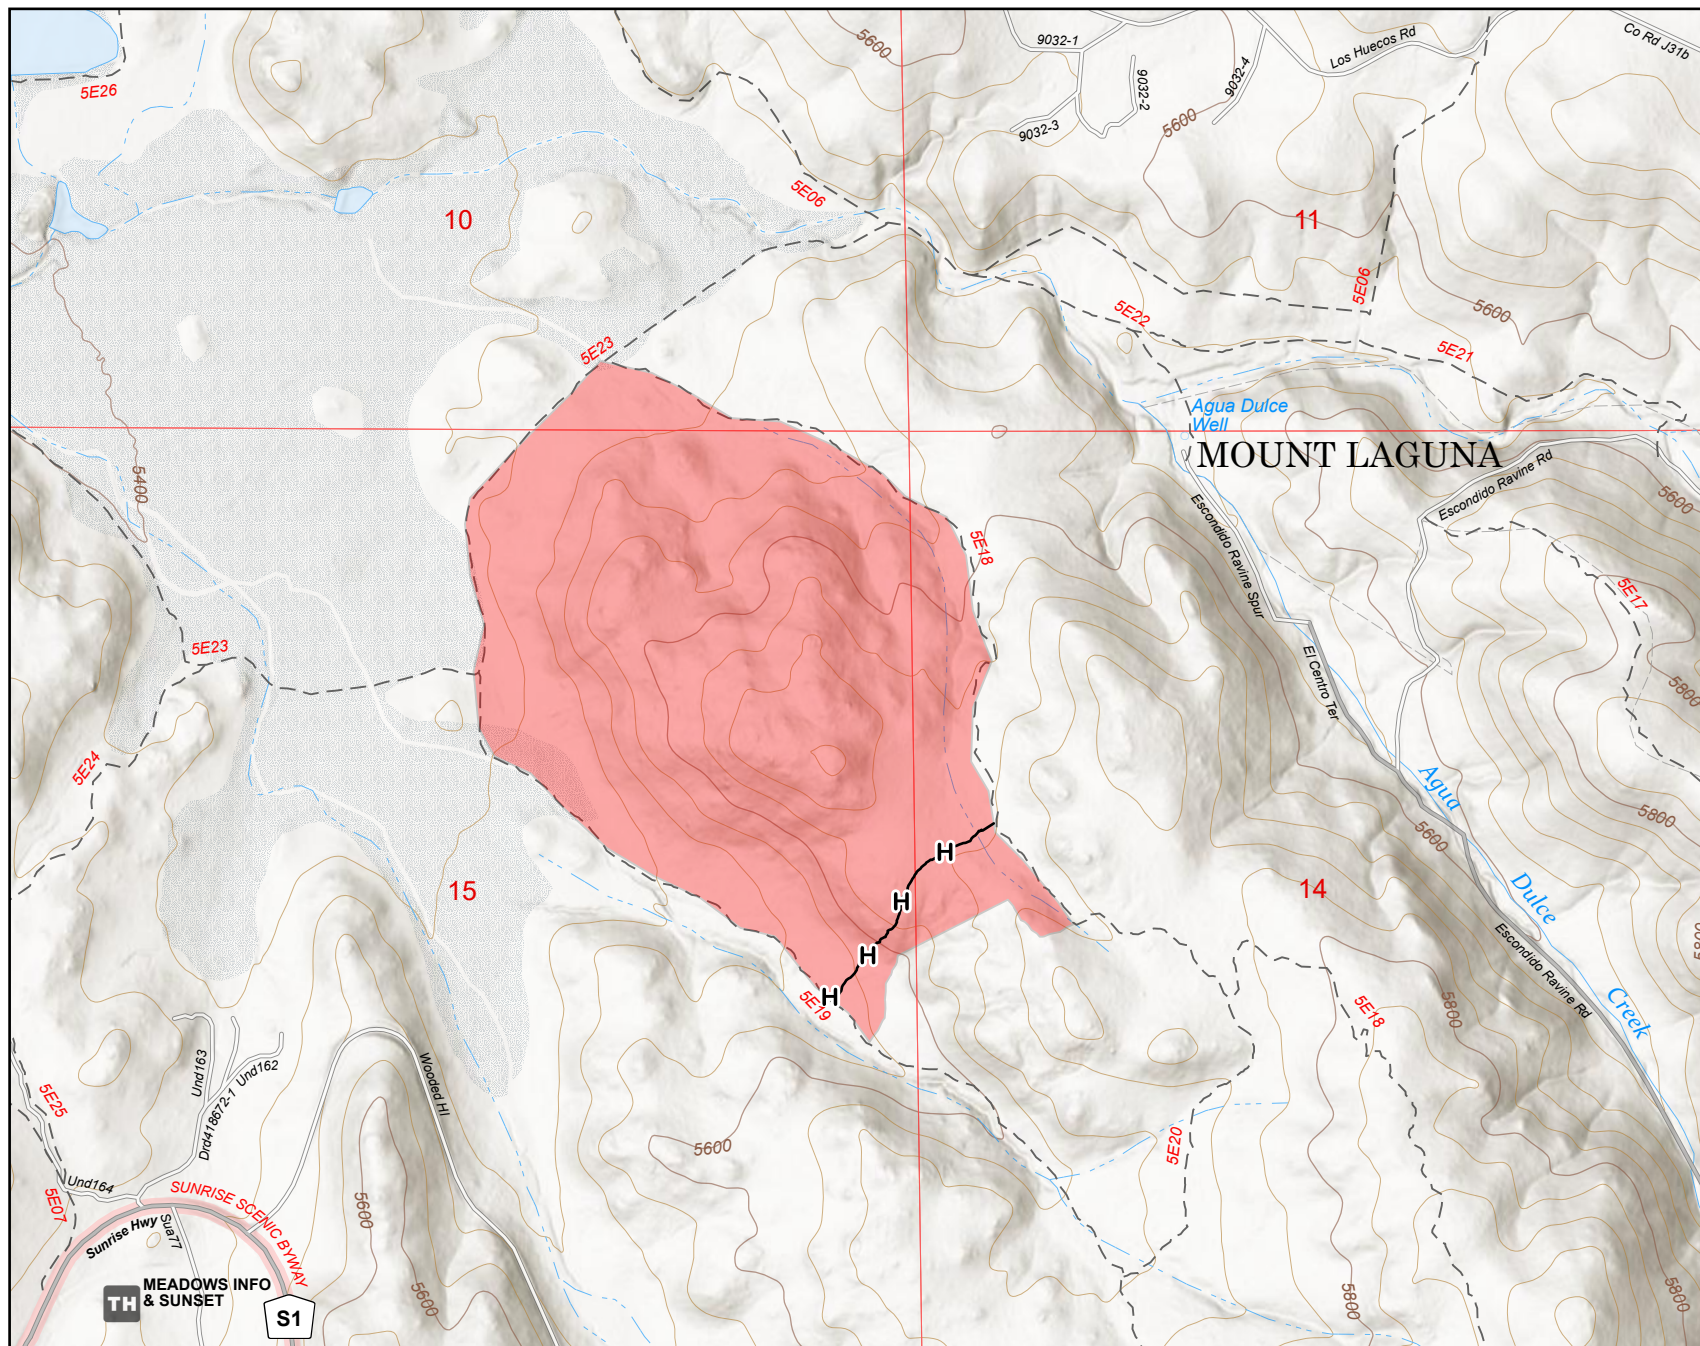 5600
9032-1
Los Huecos Rd
Co Rd J31b
9032-2
9032-4
5E26
9032-3
5600
5E06
10
11
5E06
5600
5E22
5E23
5E21
Agua Dulce
Well
MOUNT LAGUNA
5400
Escondido Ravine Rd
5600
Escondido Ravine Spur
5E18
5E17
5E23
El Centro Ter
5800
5E24
Agua
5800
5600
H
15
14
H
Dulce
5800
H
Escondido Ravine Rd
H
5E19
5E18
5800
Creek
Und163
Und162
Wooded Hl
5E25
Drd418672-1
5600
5E20
Und164
5E07
SUNRISE SCENIC BYWAY
5600
Sunrise Hwy
Sua77
MEADOWS INFO
& SUNSET
TH
S1
5600
5800
5800